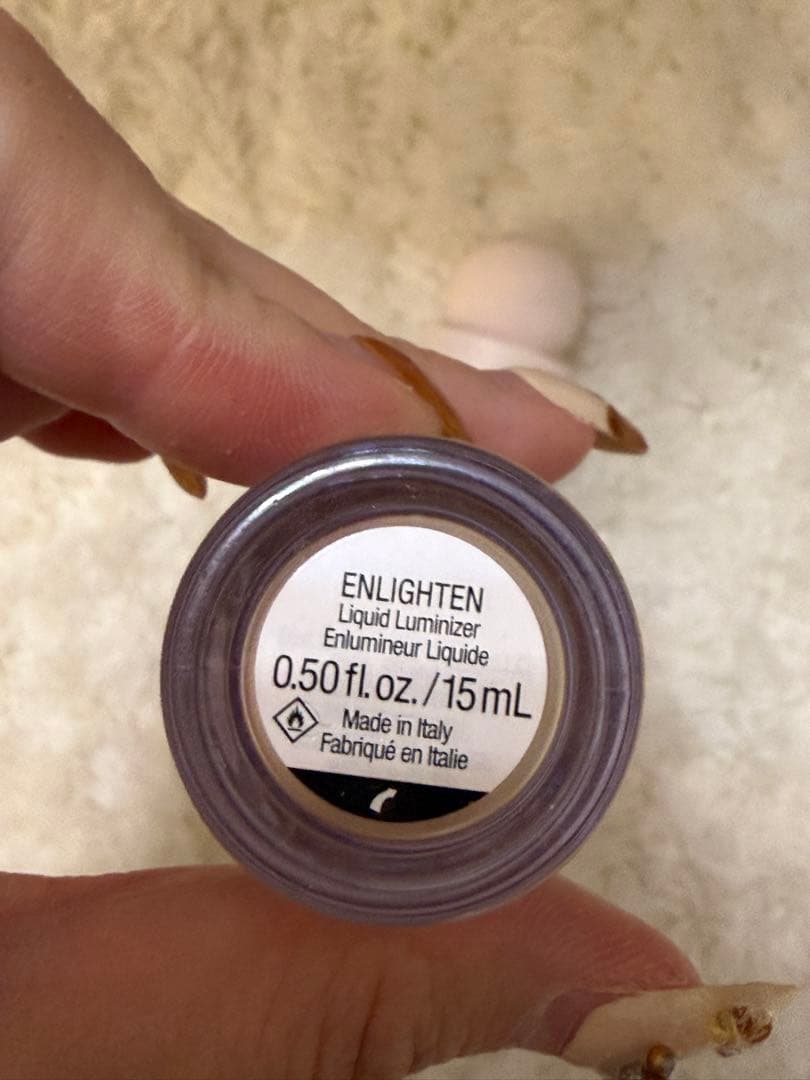 ENLIGHTEN
Liquid Luminizer
Enlumineur Liquide
0.50 fl. oz. / 15 mL
Made in Italy
Fabriqué en Italie